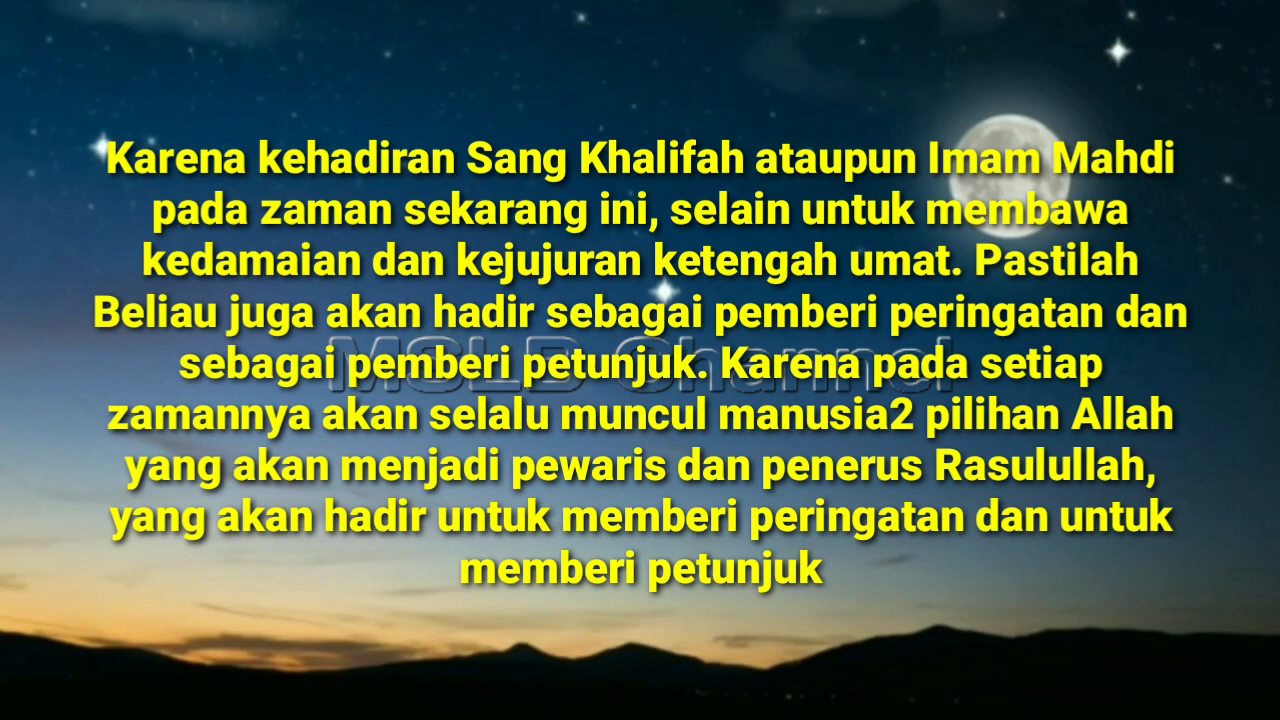 Karena kehadiran Sang Khalifah ataupun Imam Mahdi
pada zaman sekarang ini, selain untuk membawa
kedamaian dan kejujuran ketengah umat. Pastilah
Beliau juga akan hadir sebagai pemberi peringatan dan
MSLB Channel
sebagai pemberi petunjuk. Karena pada setiap
zamannya akan selalu muncul manusia2 pilihan Allah
yang akan menjadi pewaris dan penerus Rasulullah,
yang akan hadir untuk memberi peringatan dan untuk
memberi petunjuk